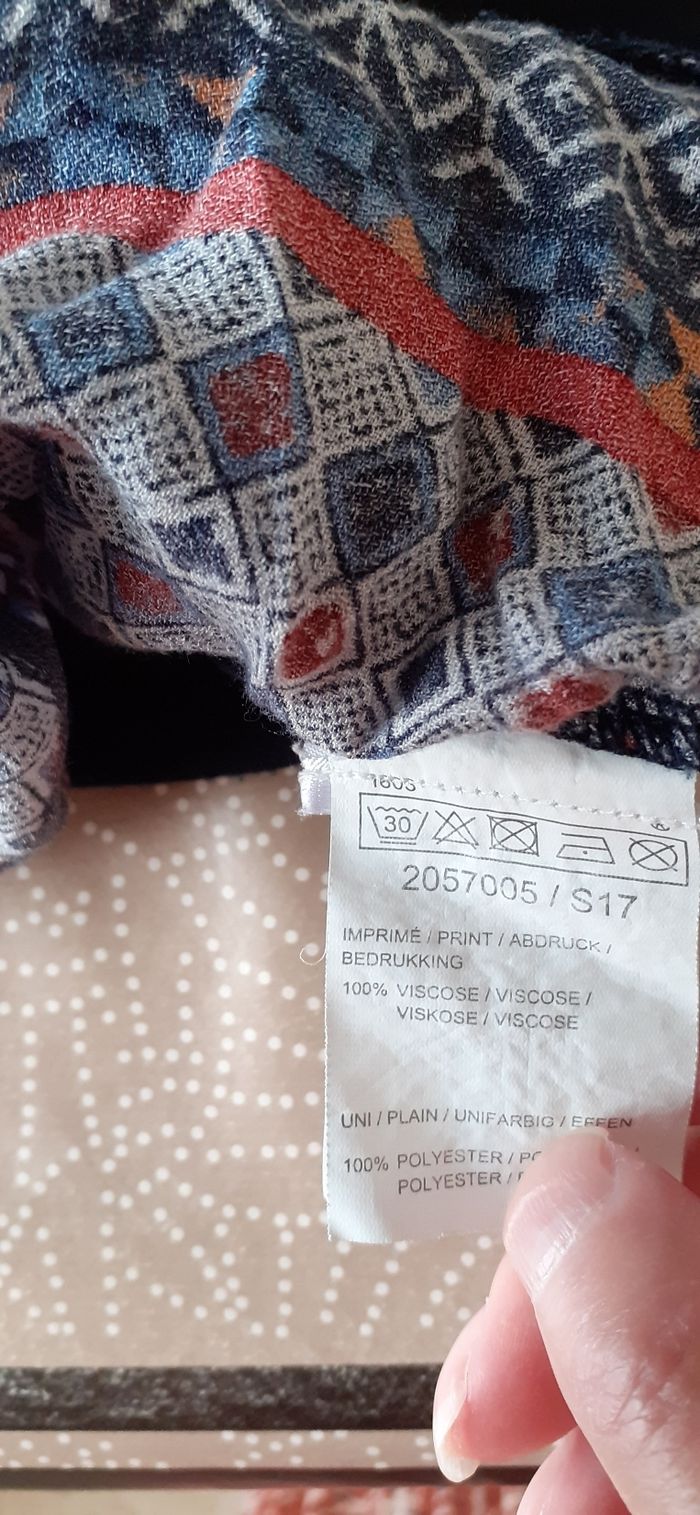 1603
30
2057005 / S17
IMPRIMÉ / PRINT / ABDRUCK /
BEDRUKKING
100% VISCOSE / VISCOSE /
VISKOSE / VISCOSE
UNI / PLAIN / UNIFARBIG / EFFEN
100% POLYESTER /
POLYESTER /